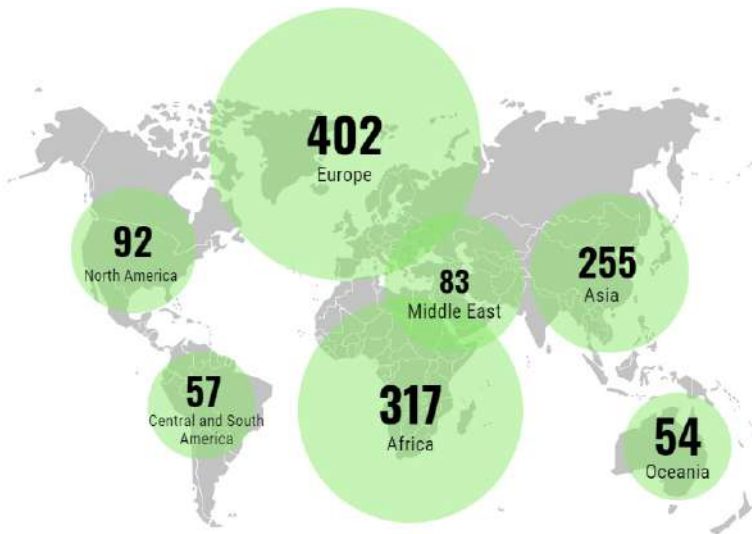 402
Europe
92
North America
83
Middle East
255
Asia
57
Central and South
America
317
Africa
54
Oceania